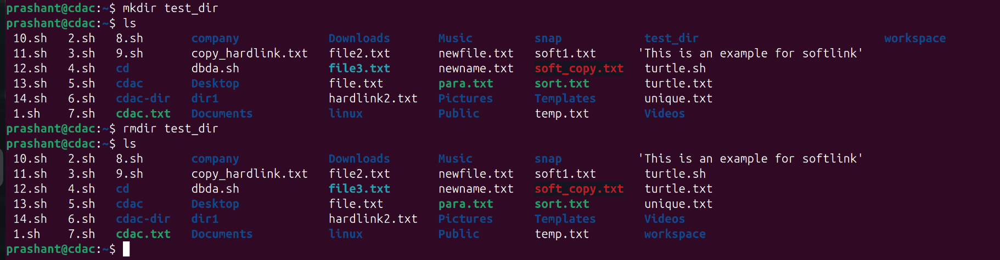 prashant@cdac:~$ mkdir test_dir
prashant@cdac:~$ ls
10.sh 2.sh 8.sh company Downloads Music snap test_dir workspace
11.sh 3.sh 9.sh copy_hardlink.txt file2.txt newfile.txt soft1.txt 'This is an example for softlink'
12.sh 4.sh cd dbda.sh file3.txt newname.txt soft_copy.txt turtle.sh
13.sh 5.sh cdac Desktop file.txt para.txt sort.txt turtle.txt
14.sh 6.sh cdac-dir dir1 hardlink2.txt Pictures Templates unique.txt
1.sh 7.sh cdac.txt Documents linux Public temp.txt Videos
prashant@cdac:~$ rmdir test_dir
prashant@cdac:~$ ls
10.sh 2.sh 8.sh company Downloads Music snap 'This is an example for softlink'
11.sh 3.sh 9.sh copy_hardlink.txt file2.txt newfile.txt soft1.txt turtle.sh
12.sh 4.sh cd dbda.sh file3.txt newname.txt soft_copy.txt turtle.txt
13.sh 5.sh cdac Desktop file.txt para.txt sort.txt unique.txt
14.sh 6.sh cdac-dir dir1 hardlink2.txt Pictures Templates Videos
1.sh 7.sh cdac.txt Documents linux Public temp.txt workspace
prashant@cdac:~$